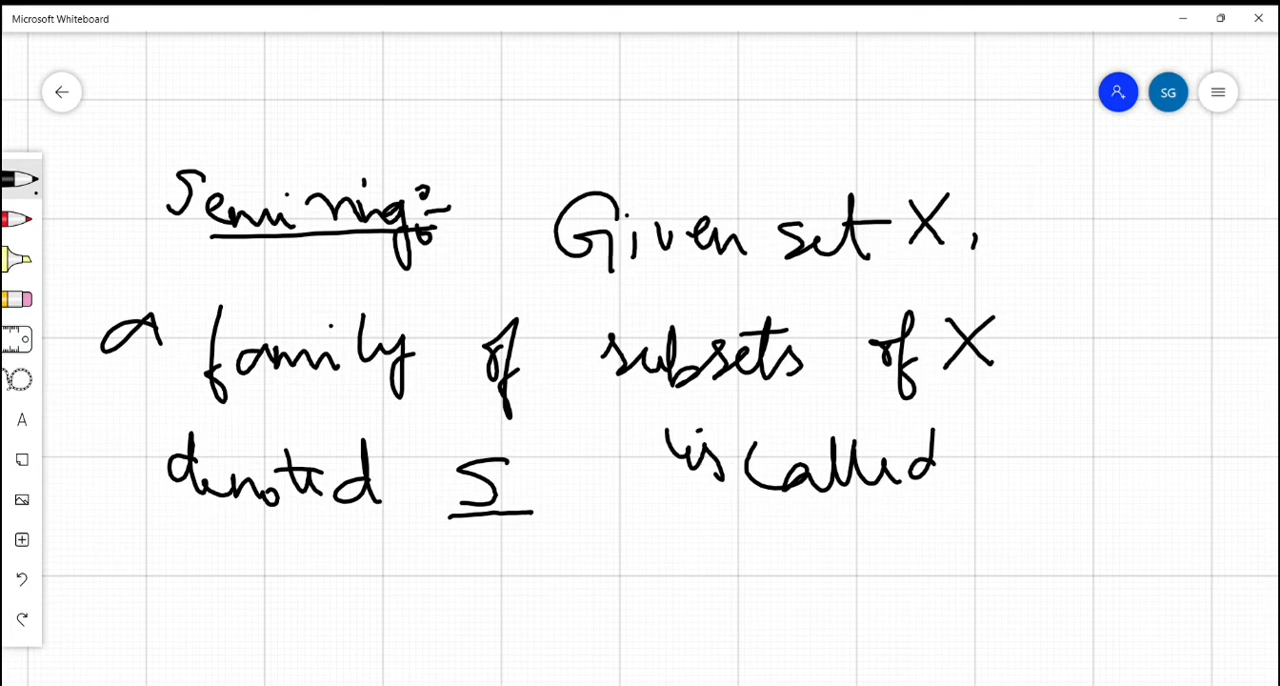 Microsoft Whiteboard
SG
Semiring:- Given set X,
a family of subsets of X
denoted S is called
A